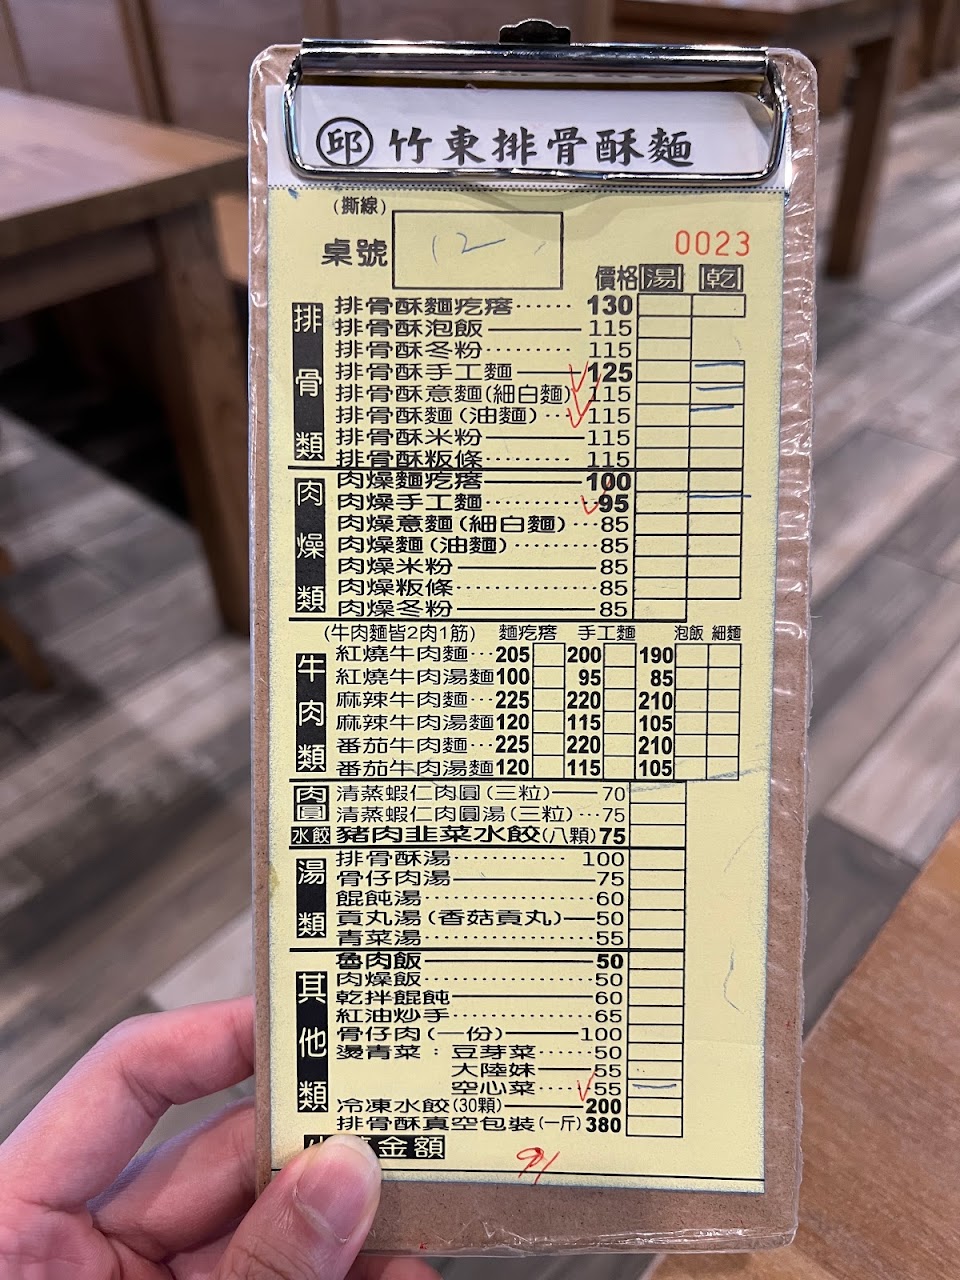 邱 竹東排骨酥麵
(撕線)
桌號 12 0023
價格 湯 乾
排骨類
排骨酥麵疙瘩……130
排骨酥泡飯——115
排骨酥冬粉……115
排骨酥手工麵——125
排骨酥意麵(細白麵) 115
排骨酥麵(油麵)…115
排骨酥米粉——115
排骨酥粄條……115
肉燥類
肉燥麵疙瘩——100
肉燥手工麵……95
肉燥意麵(細白麵)…85
肉燥麵(油麵)……85
肉燥米粉——85
肉燥粄條……85
肉燥冬粉——85
牛肉類
(牛肉麵皆2肉1筋) 麵疙瘩 手工麵 泡飯 細麵
紅燒牛肉麵…205 200 190
紅燒牛肉湯麵100 95 85
麻辣牛肉麵…225 220 210
麻辣牛肉湯麵120 115 105
番茄牛肉麵…225 220 210
番茄牛肉湯麵120 115 105
肉圓
清蒸蝦仁肉圓(三粒)——70
清蒸蝦仁肉圓湯(三粒)…75
水餃 豬肉韭菜水餃(八顆)75
湯類
排骨酥湯……100
骨仔肉湯——75
餛飩湯……60
貢丸湯(香菇貢丸)—50
青菜湯……55
其他類
魯肉飯——50
肉燥飯……50
乾拌餛飩——60
紅油炒手……65
骨仔肉(一份)——100
燙青菜：豆芽菜……50
大陸妹——55
空心菜……55
冷凍水餃(30顆)——200
排骨酥真空包裝(一斤)380
金額